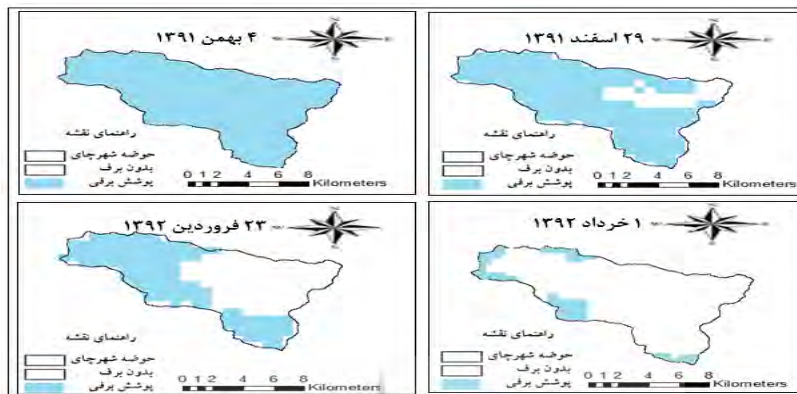 ۴ بهمن ۱۳۹۱
N
راهنمای نقشه
حوضه شهرچای
بدون برف
پوشش برفی
0 1 2 4 6 8
Kilometers
۲۹ اسفند ۱۳۹۱
N
راهنمای نقشه
حوضه شهرچای
بدون برف
پوشش برفی
0 1 2 4 6 8
Kilometers
۲۳ فروردین ۱۳۹۲
N
راهنمای نقشه
حوضه شهرچای
بدون برف
پوشش برفی
0 1 2 4 6 8
Kilometers
۱ خرداد ۱۳۹۲
N
راهنمای نقشه
حوضه شهرچای
بدون برف
پوشش برفی
0 1 2 4 6 8
Kilometers